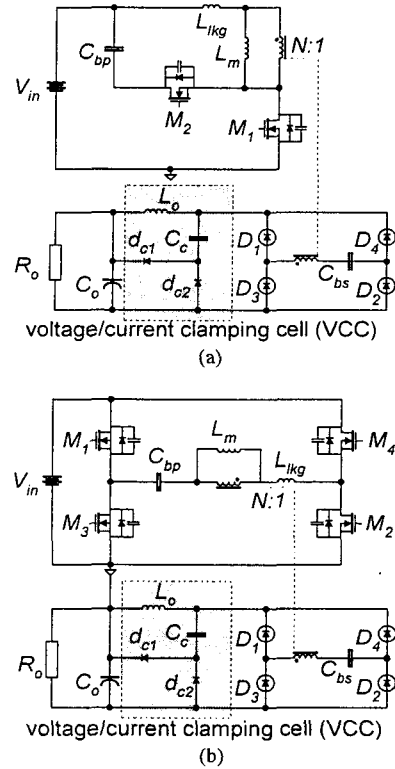 L_lkg
C_bp
L_m
N:1
V_in
M_2
M_1
L_o
d_c1
C_c
D_1
D_4
R_o
C_o
d_c2
D_3
C_bs
D_2
voltage/current clamping cell (VCC)
(a)
M_1
L_m
M_4
C_bp
L_lkg
V_in
N:1
M_3
M_2
L_o
d_c1
C_c
D_1
D_4
R_o
C_o
d_c2
D_3
C_bs
D_2
voltage/current clamping cell (VCC)
(b)